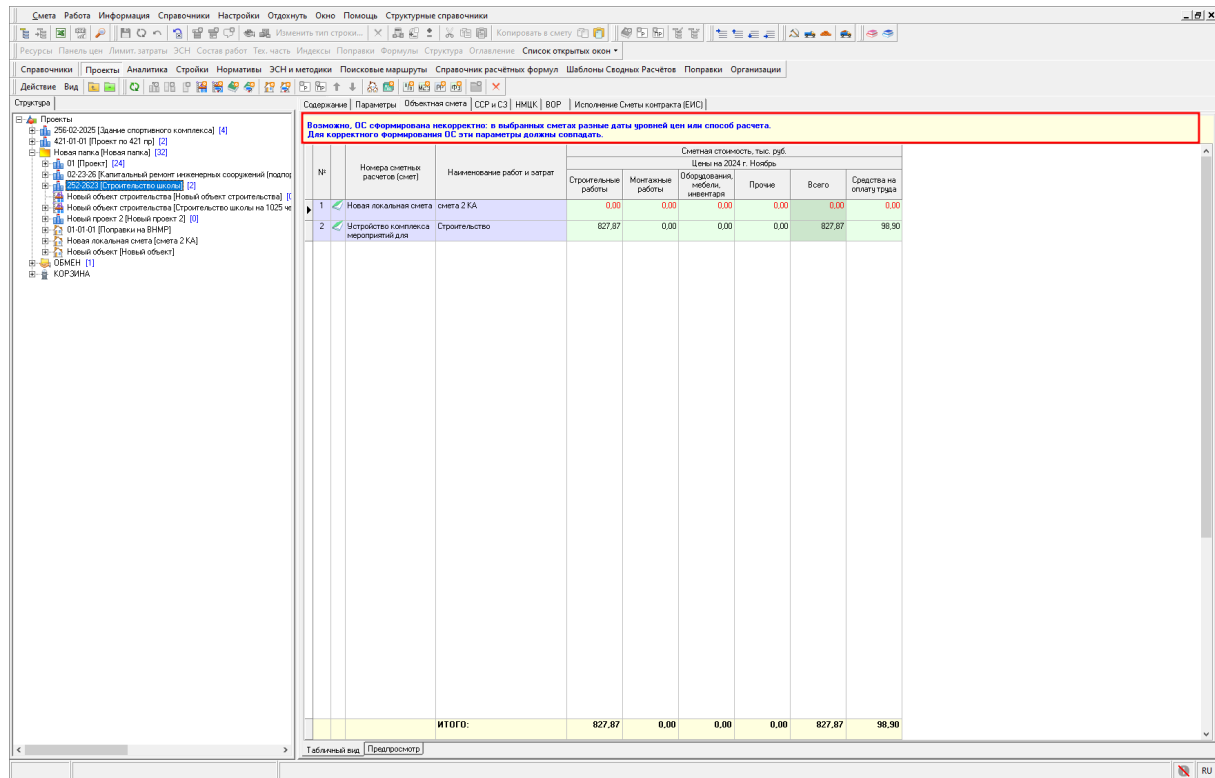 Смета Работа Информация Справочники Настройки Отдохнуть Окно Помощь Структурные справочники
Изменить тип строки... Копировать в смету
Ресурсы Панель цен Лимит.затраты ЭСН Состав работ Тех. часть Индексы Поправки Формулы Структура Оглавление Список открытых окон
Справочники Проекты Аналитика Стройки Нормативы ЭСН и методики Поисковые маршруты Справочник расчётных формул Шаблоны Сводных Расчётов Поправки Организации
Действие Вид
Структура
Содержание Параметры Объектная смета ССР и СЗ НМЦК ВОР Исполнение Сметы контракта (ЕИС)
Проекты
256-02-2025 [Здание спортивного комплекса] [4]
421-01-01 [Проект по 421 пр] [2]
Новая папка [Новая папка] [32]
01 [Проект] [24]
02-23-26 [Капитальный ремонт инженерных сооружений (подпор
252-2623 [Строительство школы] [2]
Новый объект строительства [Новый объект строительства] [0
Новый объект строительства [Строительство школы на 1025 че
Новый проект 2 [Новый проект 2] [0]
01-01-01 [Поправки на ВНМР]
Новая локальная смета [смета 2 КА]
Новый объект [Новый объект]
ОБМЕН [1]
КОРЗИНА
Возможно, ОС сформирована некорректно: в выбранных сметах разные даты уровней цен или способ расчета.
Для корректного формирования ОС эти параметры должны совпадать.
Сметная стоимость, тыс. руб.
Цены на 2024 г. Ноябрь
№ Номера сметных расчетов (смет) Наименование работ и затрат Строительные работы Монтажные работы Оборудования, мебели, инвентаря Прочие Всего Средства на оплату труда
1 Новая локальная смета смета 2 КА 0,00 0,00 0,00 0,00 0,00 0,00
2 Устройство комплекса Строительство 827,87 0,00 0,00 0,00 827,87 98,90
мероприятий для
ИТОГО: 827,87 0,00 0,00 0,00 827,87 98,90
Табличный вид Предпросмотр
RU